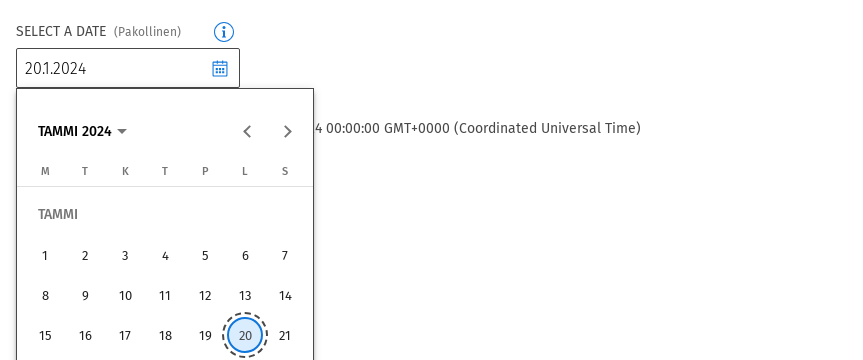 SELECT A DATE (Pakollinen)
20.1.2024
4 00:00:00 GMT+0000 (Coordinated Universal Time)
TAMMI 2024
M T K T P L S
TAMMI
1 2 3 4 5 6 7
8 9 10 11 12 13 14
15 16 17 18 19 20 21